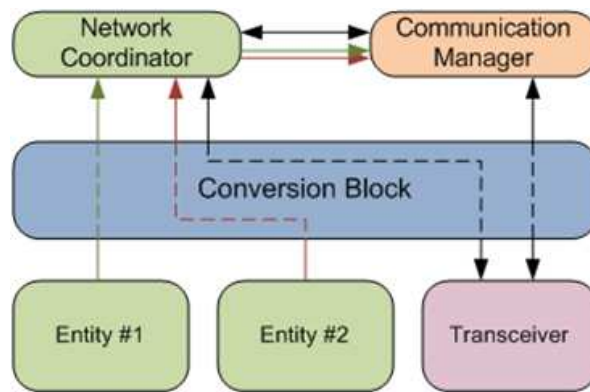 Network
Coordinator
Communication
Manager
Conversion Block
Entity #1
Entity #2
Transceiver